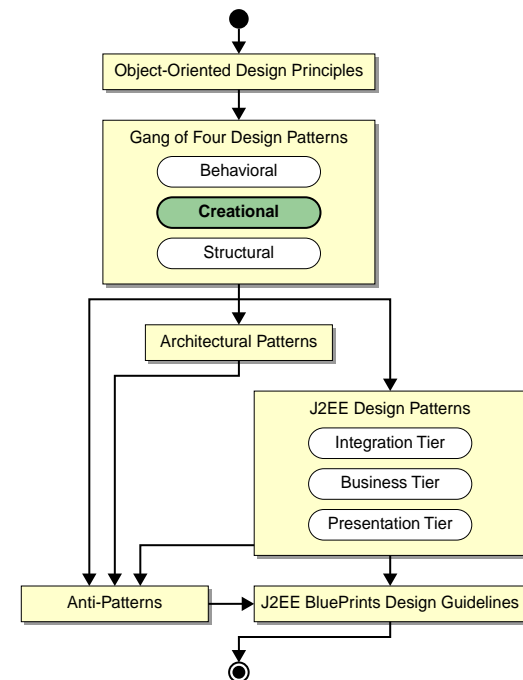 Object-Oriented Design Principles
Gang of Four Design Patterns
Behavioral
Creational
Structural
Architectural Patterns
J2EE Design Patterns
Integration Tier
Business Tier
Presentation Tier
Anti-Patterns
J2EE BluePrints Design Guidelines